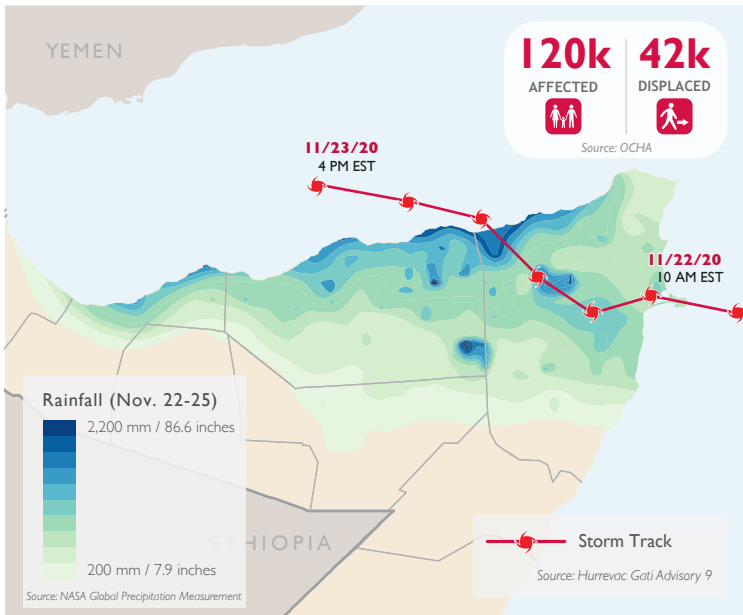 YEMEN
120k
AFFECTED
42k
DISPLACED
Source: OCHA
11/23/20
4 PM EST
11/22/20
10 AM EST
Rainfall (Nov. 22-25)
2,200 mm / 86.6 inches
200 mm / 7.9 inches
Source: NASA Global Precipitation Measurement
ETHIOPIA
Storm Track
Source: Hurrevac Gati Advisory 9